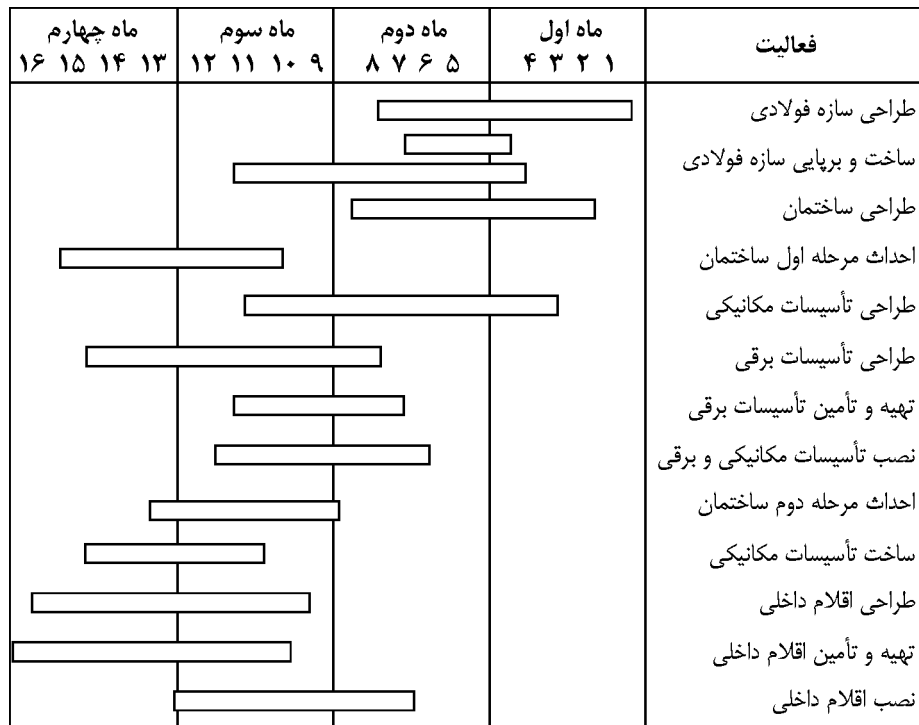 فعالیت ماه اول ماه دوم ماه سوم ماه چهارم
۱ ۲ ۳ ۴ ۵ ۶ ۷ ۸ ۹ ۱۰ ۱۱ ۱۲ ۱۳ ۱۴ ۱۵ ۱۶
طراحی سازه فولادی
ساخت و برپایی سازه فولادی
طراحی ساختمان
احداث مرحله اول ساختمان
طراحی تأسیسات مکانیکی
طراحی تأسیسات برقی
تهیه و تأمین تأسیسات برقی
نصب تأسیسات مکانیکی و برقی
احداث مرحله دوم ساختمان
ساخت تأسیسات مکانیکی
طراحی اقلام داخلی
تهیه و تأمین اقلام داخلی
نصب اقلام داخلی